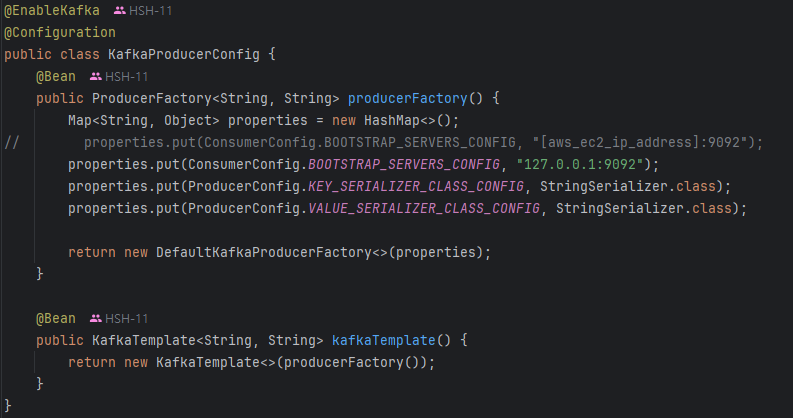 @EnableKafka HSH-11
@Configuration
public class KafkaProducerConfig {
    @Bean HSH-11
    public ProducerFactory<String, String> producerFactory() {
        Map<String, Object> properties = new HashMap<>();
//        properties.put(ConsumerConfig.BOOTSTRAP_SERVERS_CONFIG, "[aws_ec2_ip_address]:9092");
        properties.put(ConsumerConfig.BOOTSTRAP_SERVERS_CONFIG, "127.0.0.1:9092");
        properties.put(ProducerConfig.KEY_SERIALIZER_CLASS_CONFIG, StringSerializer.class);
        properties.put(ProducerConfig.VALUE_SERIALIZER_CLASS_CONFIG, StringSerializer.class);

        return new DefaultKafkaProducerFactory<>(properties);
    }

    @Bean HSH-11
    public KafkaTemplate<String, String> kafkaTemplate() {
        return new KafkaTemplate<>(producerFactory());
    }
}